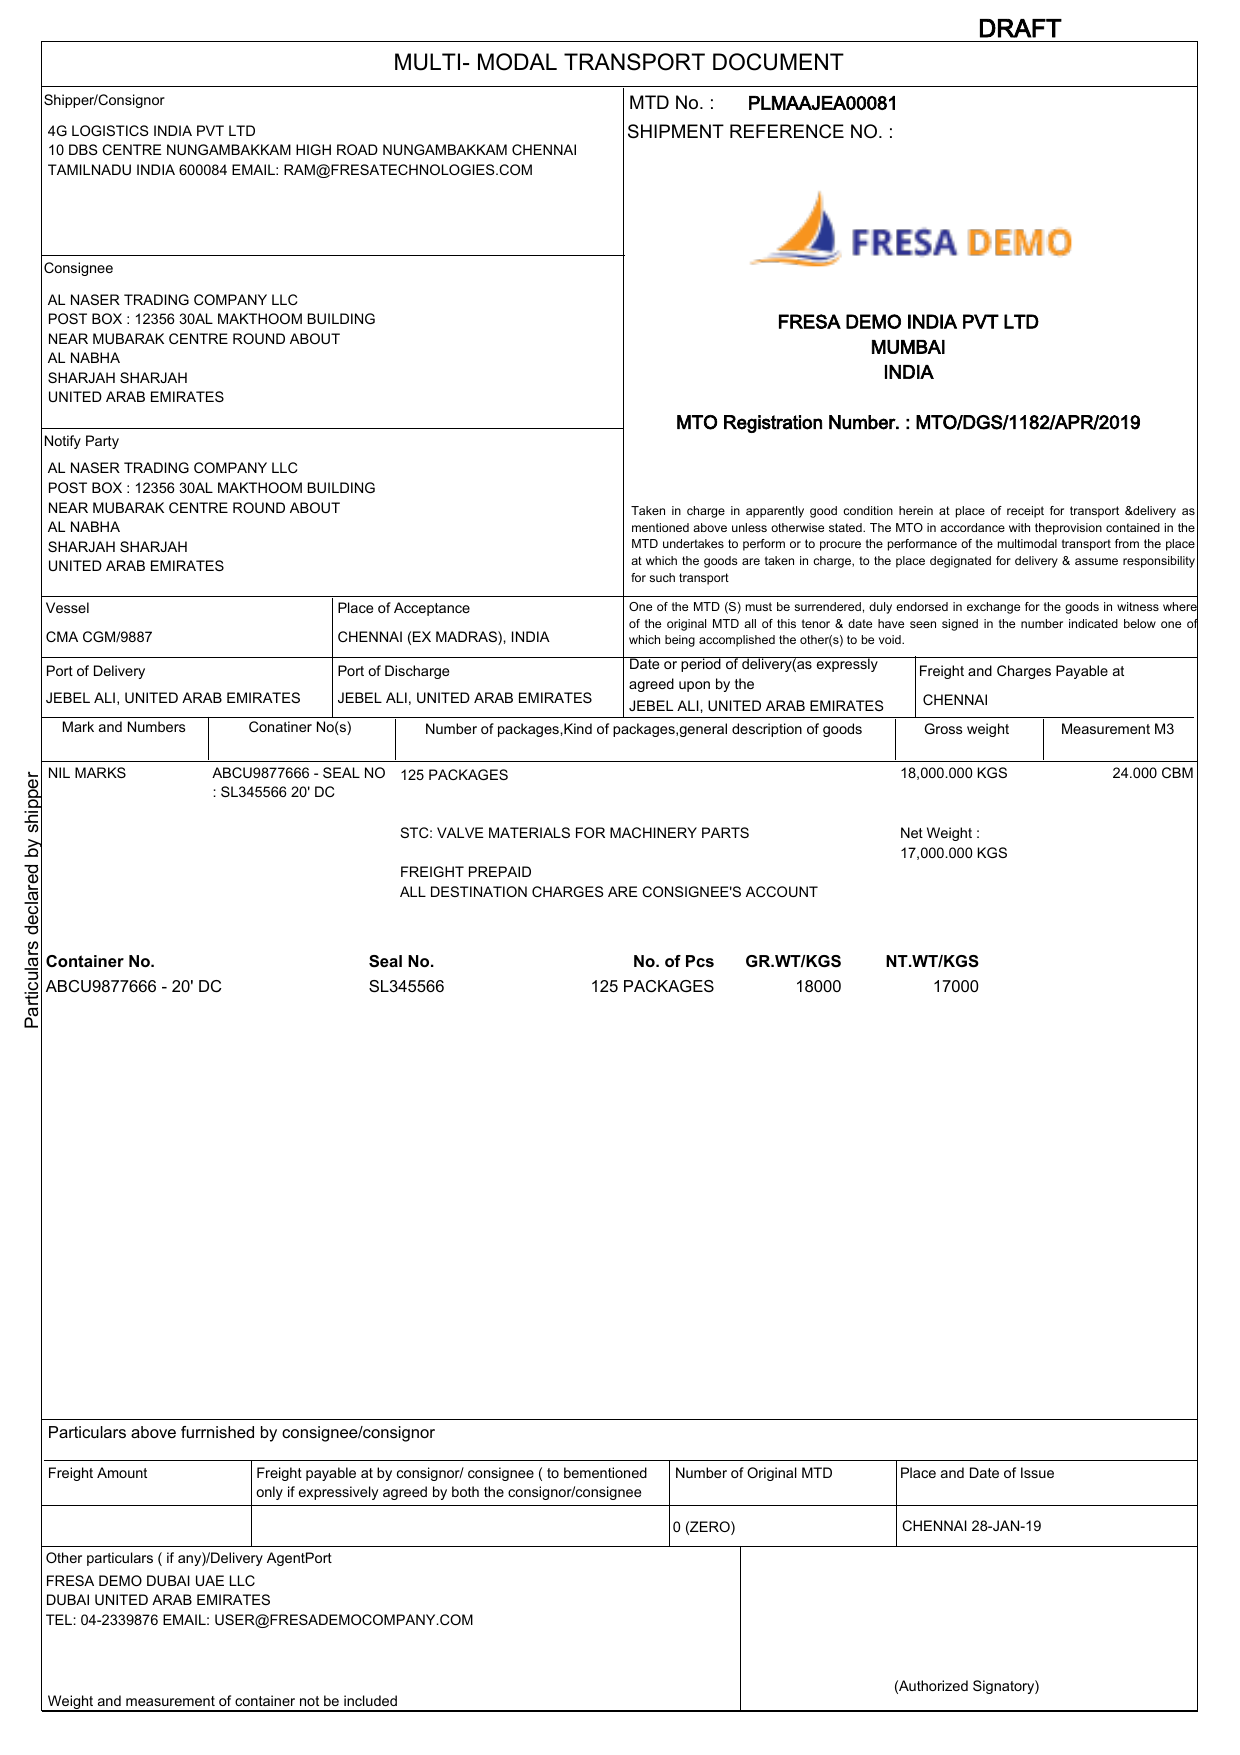 DRAFT
MULTI- MODAL TRANSPORT DOCUMENT
Shipper/Consignor
4G LOGISTICS INDIA PVT LTD
10 DBS CENTRE NUNGAMBAKKAM HIGH ROAD NUNGAMBAKKAM CHENNAI
TAMILNADU INDIA 600084 EMAIL: RAM@FRESATECHNOLOGIES.COM
MTD No. : PLMAAJEA00081
SHIPMENT REFERENCE NO. :
FRESA DEMO
FRESA DEMO INDIA PVT LTD
MUMBAI
INDIA
MTO Registration Number. : MTO/DGS/1182/APR/2019
Consignee
AL NASER TRADING COMPANY LLC
POST BOX : 12356 30AL MAKTHOOM BUILDING
NEAR MUBARAK CENTRE ROUND ABOUT
AL NABHA
SHARJAH SHARJAH
UNITED ARAB EMIRATES
Notify Party
AL NASER TRADING COMPANY LLC
POST BOX : 12356 30AL MAKTHOOM BUILDING
NEAR MUBARAK CENTRE ROUND ABOUT
AL NABHA
SHARJAH SHARJAH
UNITED ARAB EMIRATES
Taken in charge in apparently good condition herein at place of receipt for transport &delivery as
mentioned above unless otherwise stated. The MTO in accordance with theprovision contained in the
MTD undertakes to perform or to procure the performance of the multimodal transport from the place
at which the goods are taken in charge, to the place degignated for delivery & assume responsibility
for such transport
Vessel
CMA CGM/9887
Place of Acceptance
CHENNAI (EX MADRAS), INDIA
One of the MTD (S) must be surrendered, duly endorsed in exchange for the goods in witness where
of the original MTD all of this tenor & date have seen signed in the number indicated below one of
which being accomplished the other(s) to be void.
Port of Delivery
JEBEL ALI, UNITED ARAB EMIRATES
Port of Discharge
JEBEL ALI, UNITED ARAB EMIRATES
Date or period of delivery(as expressly
agreed upon by the
JEBEL ALI, UNITED ARAB EMIRATES
Freight and Charges Payable at
CHENNAI
Mark and Numbers Conatiner No(s) Number of packages,Kind of packages,general description of goods Gross weight Measurement M3
NIL MARKS ABCU9877666 - SEAL NO 125 PACKAGES 18,000.000 KGS 24.000 CBM
: SL345566 20' DC
STC: VALVE MATERIALS FOR MACHINERY PARTS Net Weight :
17,000.000 KGS
FREIGHT PREPAID
ALL DESTINATION CHARGES ARE CONSIGNEE'S ACCOUNT
Particulars declared by shipper
Container No. Seal No. No. of Pcs GR.WT/KGS NT.WT/KGS
ABCU9877666 - 20' DC SL345566 125 PACKAGES 18000 17000
Particulars above furrnished by consignee/consignor
Freight Amount
Freight payable at by consignor/ consignee ( to bementioned
only if expressively agreed by both the consignor/consignee
Number of Original MTD
Place and Date of Issue
0 (ZERO)
CHENNAI 28-JAN-19
Other particulars ( if any)/Delivery AgentPort
FRESA DEMO DUBAI UAE LLC
DUBAI UNITED ARAB EMIRATES
TEL: 04-2339876 EMAIL: USER@FRESADEMOCOMPANY.COM
(Authorized Signatory)
Weight and measurement of container not be included